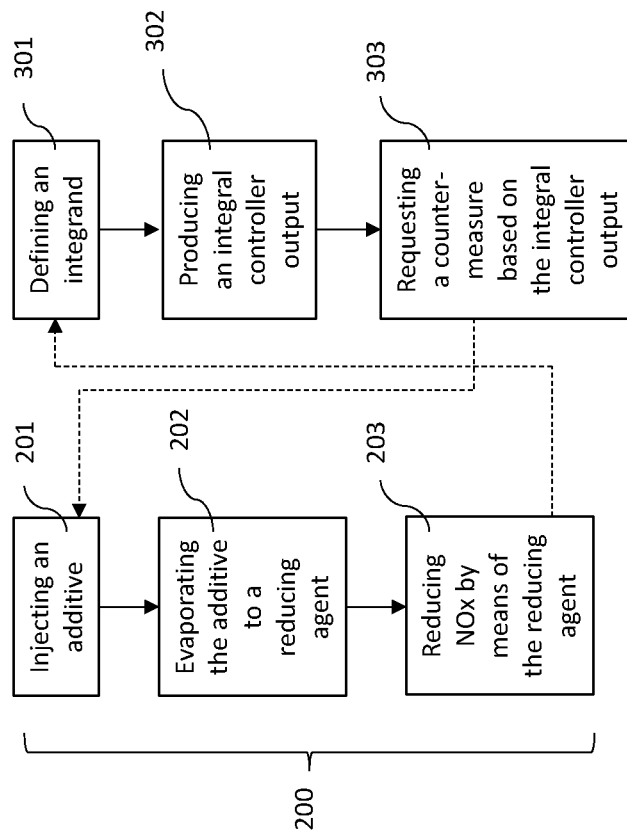 200
Injecting an
additive
201
Evaporating
the additive
to a
reducing
agent
202
Reducing
NOx by
means of
the reducing
agent
203
Defining an
integrand
301
Producing
an integral
controller
output
302
Requesting
a counter-
measure
based on
the integral
controller
output
303